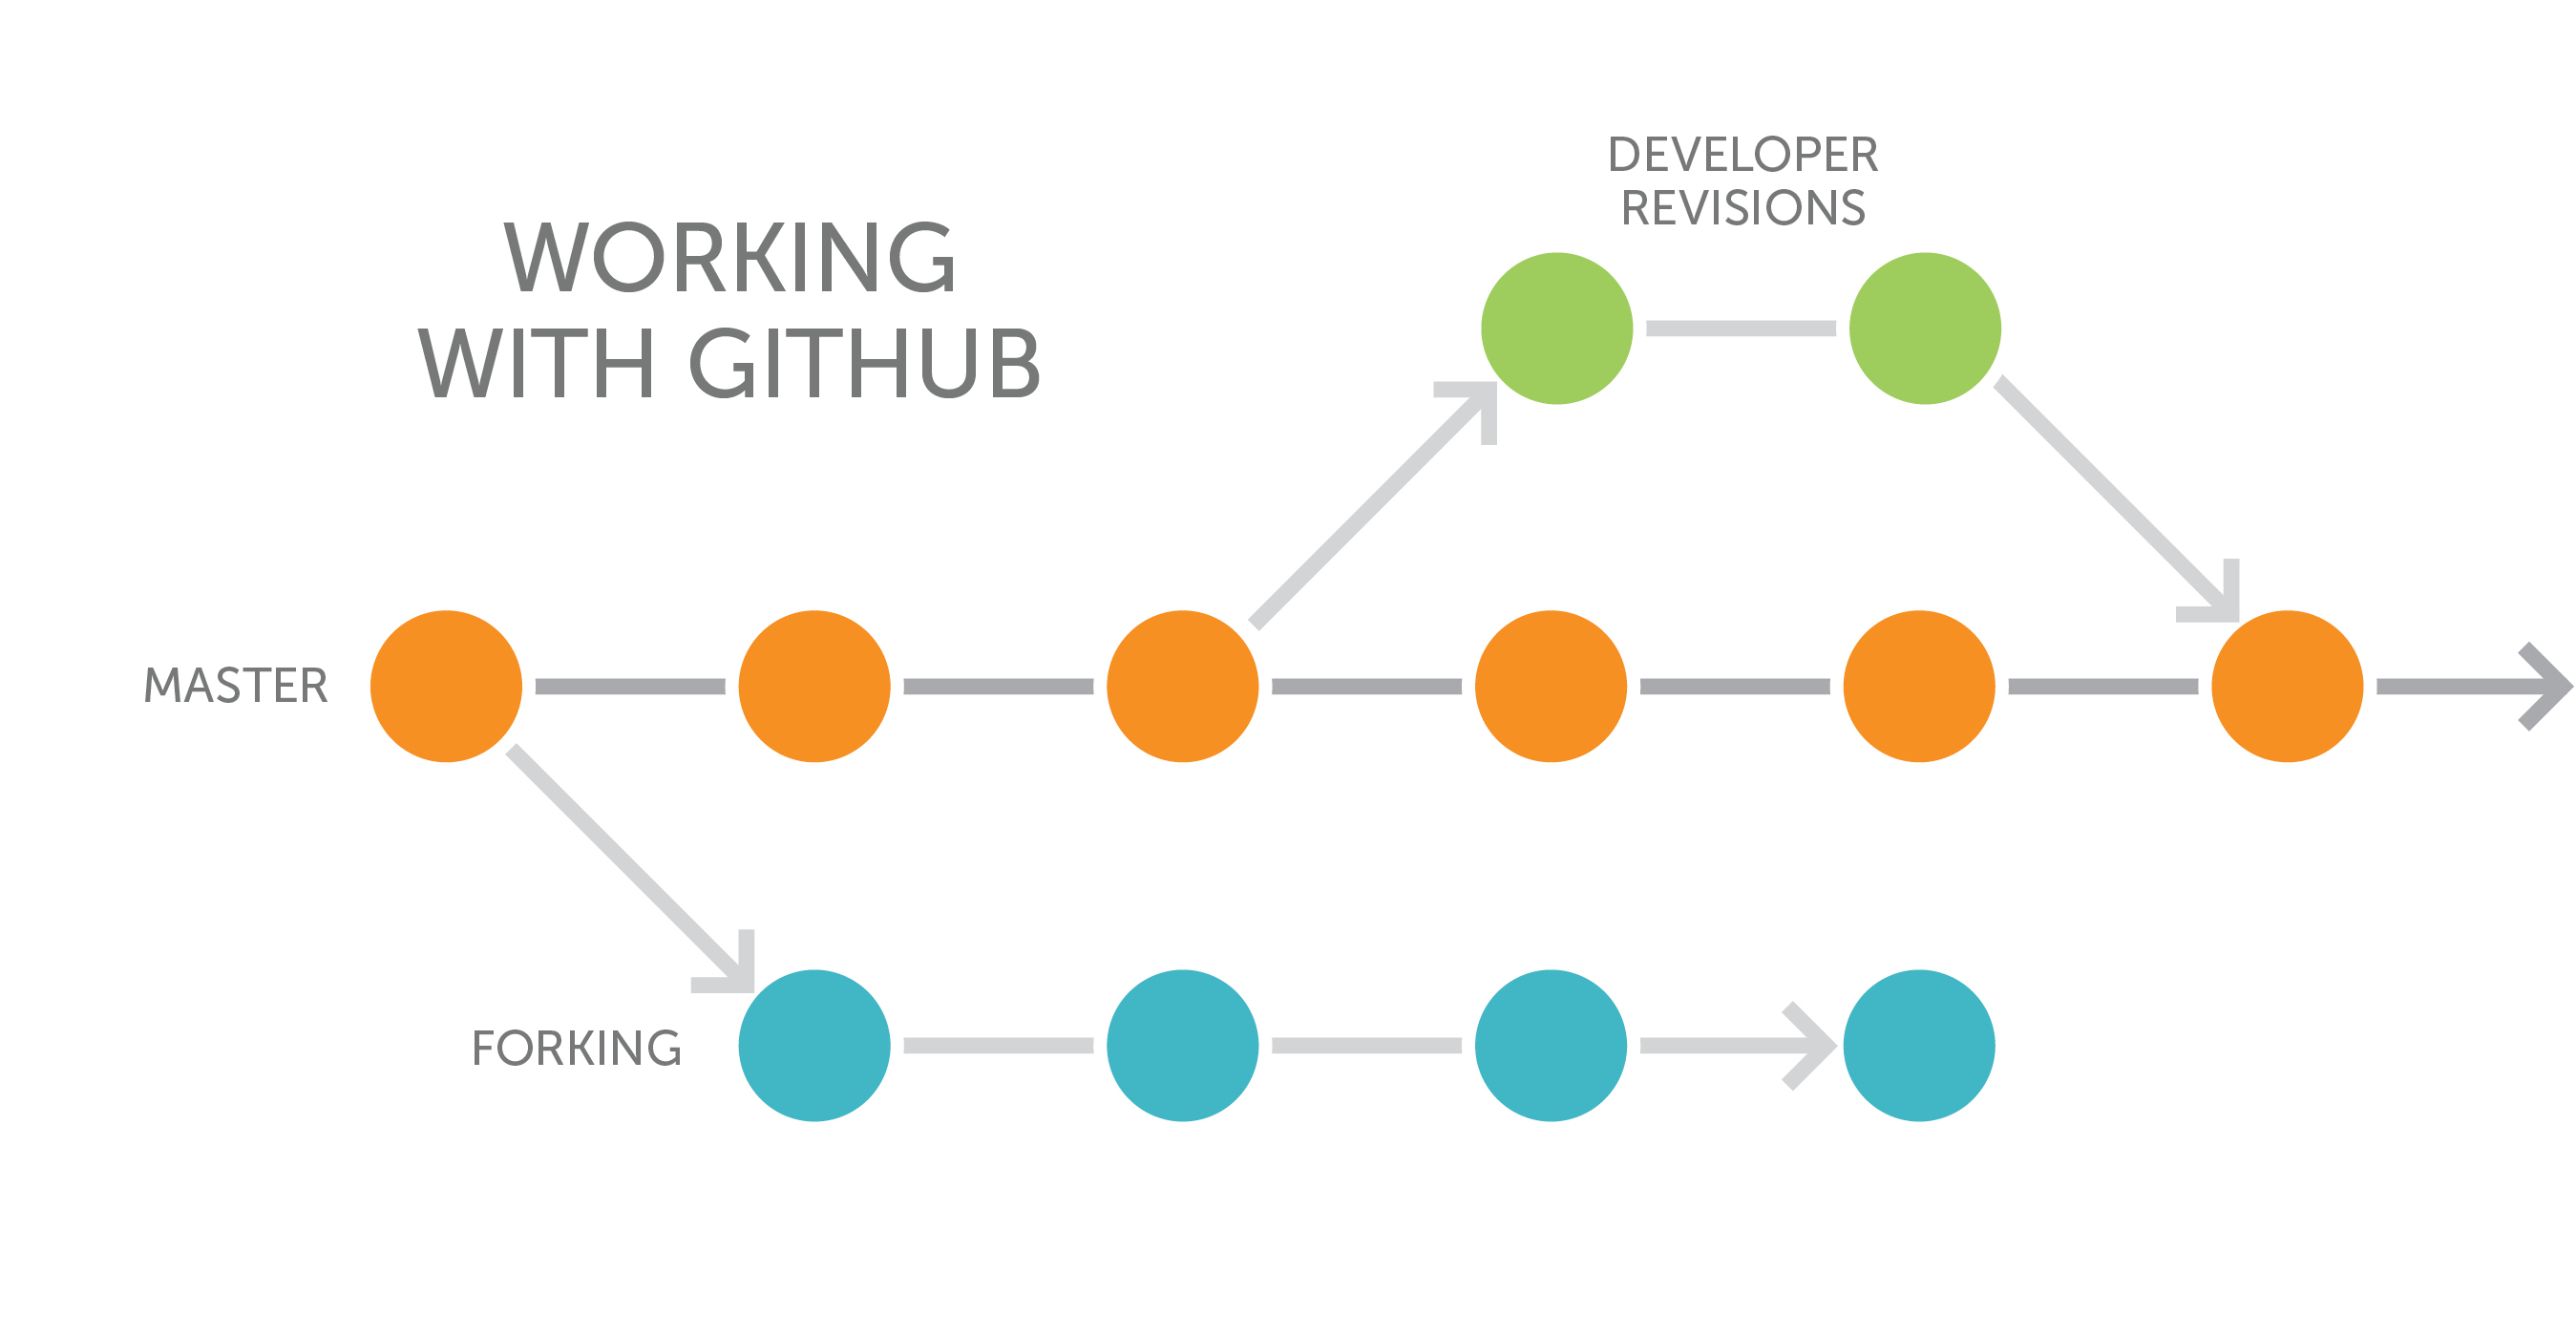 WORKING
WITH GITHUB
DEVELOPER
REVISIONS
MASTER
FORKING